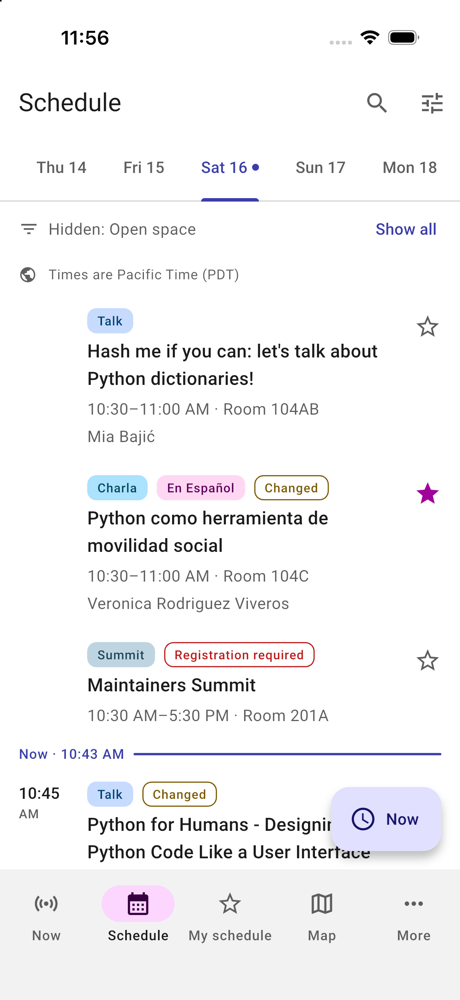 11:56
Schedule
Thu 14
Fri 15
Sat 16
Sun 17
Mon 18
Hidden: Open space
Show all
Times are Pacific Time (PDT)
Talk
Hash me if you can: let's talk about
Python dictionaries!
10:30–11:00 AM · Room 104AB
Mia Bajić
Charla
En Español
Changed
Python como herramienta de
movilidad social
10:30–11:00 AM · Room 104C
Veronica Rodriguez Viveros
Summit
Registration required
Maintainers Summit
10:30 AM–5:30 PM · Room 201A
Now · 10:43 AM
10:45
AM
Talk
Changed
Python for Humans - Designing
Python Code Like a User Interface
Now
Now
Schedule
My schedule
Map
More